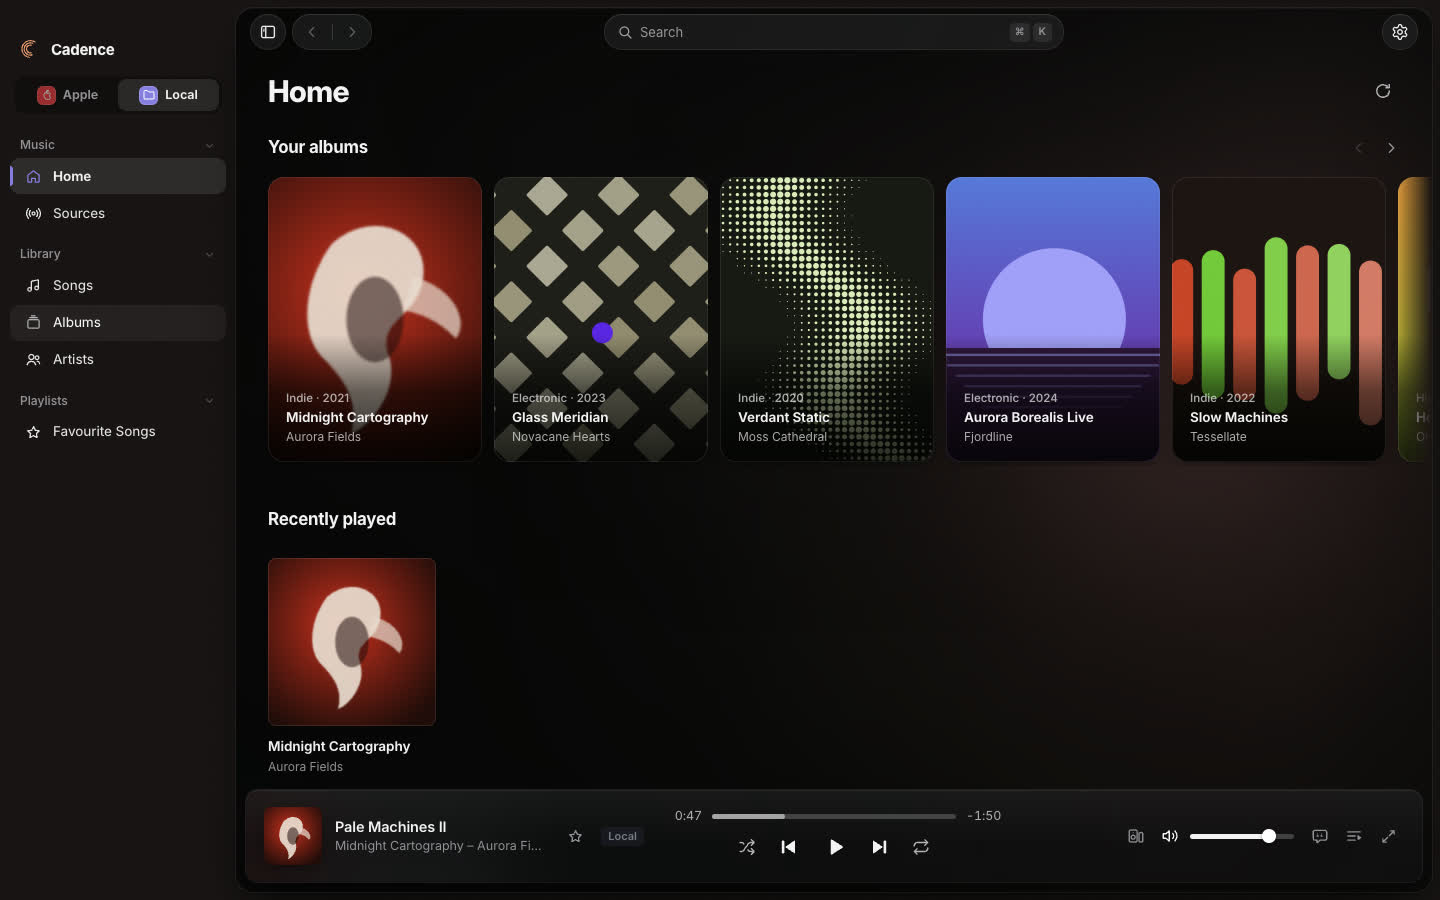 Cadence
Apple
Local
Music
Home
Sources
Library
Songs
Albums
Artists
Playlists
Favourite Songs
Search
⌘ K
Home
Your albums
Indie · 2021
Midnight Cartography
Aurora Fields
Electronic · 2023
Glass Meridian
Novacane Hearts
Indie · 2020
Verdant Static
Moss Cathedral
Electronic · 2024
Aurora Borealis Live
Fjordline
Indie · 2022
Slow Machines
Tessellate
Recently played
Midnight Cartography
Aurora Fields
Pale Machines II
Midnight Cartography – Aurora Fi...
Local
0:47
-1:50